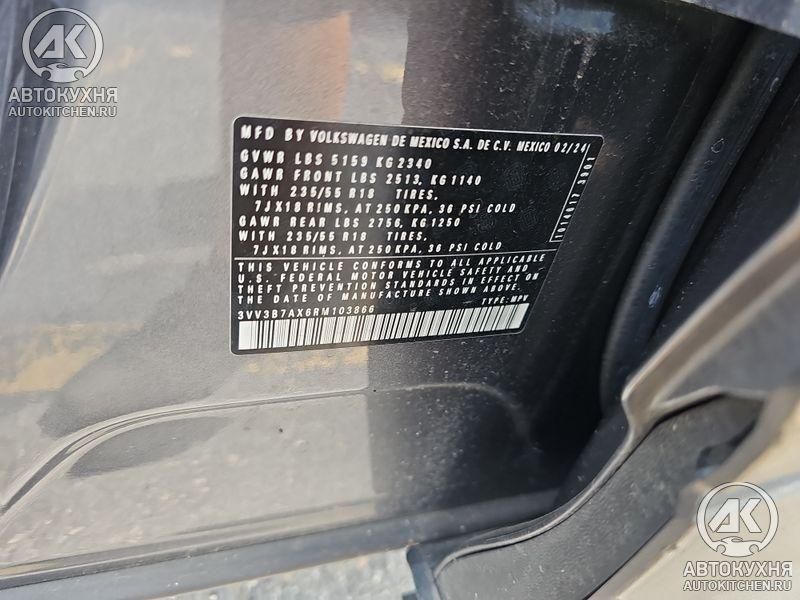 AK
АВТОКУХНЯ
AUTOKITCHEN.RU
MFD BY VOLKSWAGEN DE MEXICO S.A. DE C.V. MEXICO 02/24
GVWR LBS 5159 KG 2340
GAWR FRONT LBS 2513, KG 1140
WITH 235/55 R18 TIRES,
7JX18 RIMS, AT 250 KPA, 36 PSI COLD
GAWR REAR LBS 2756, KG 1250
WITH 235/55 R18 TIRES,
7JX18 RIMS, AT 250 KPA, 36 PSI COLD
THIS VEHICLE CONFORMS TO ALL APPLICABLE
U.S. FEDERAL MOTOR VEHICLE SAFETY AND
THEFT PREVENTION STANDARDS IN EFFECT ON
THE DATE OF MANUFACTURE SHOWN ABOVE.
3VV3B7AX6RM103866 TYPE: MPV
3301
AK
АВТОКУХНЯ
AUTOKITCHEN.RU